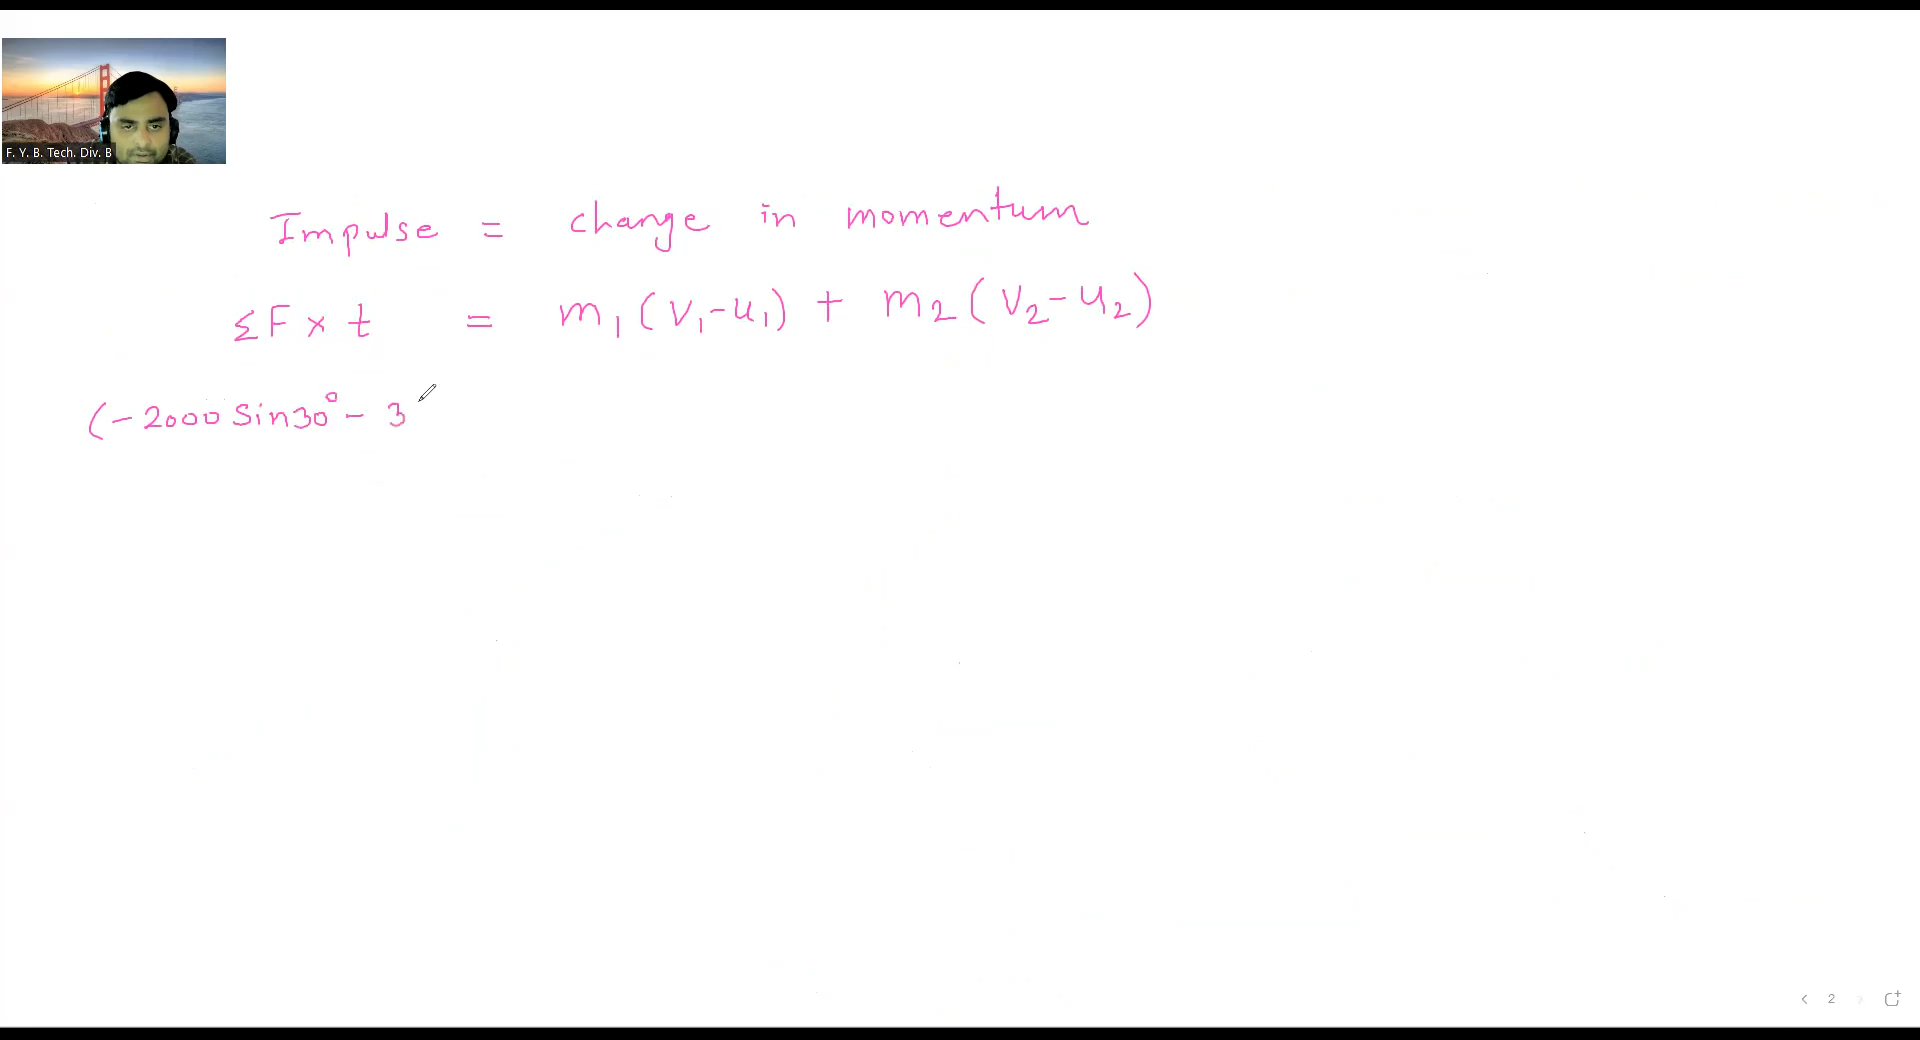 F. Y. B. Tech. Div. B
Impulse = change in momentum
ΣF × t = m₁(v₁-u₁) + m₂(v₂-u₂)
(-2000 Sin30° - 3
2